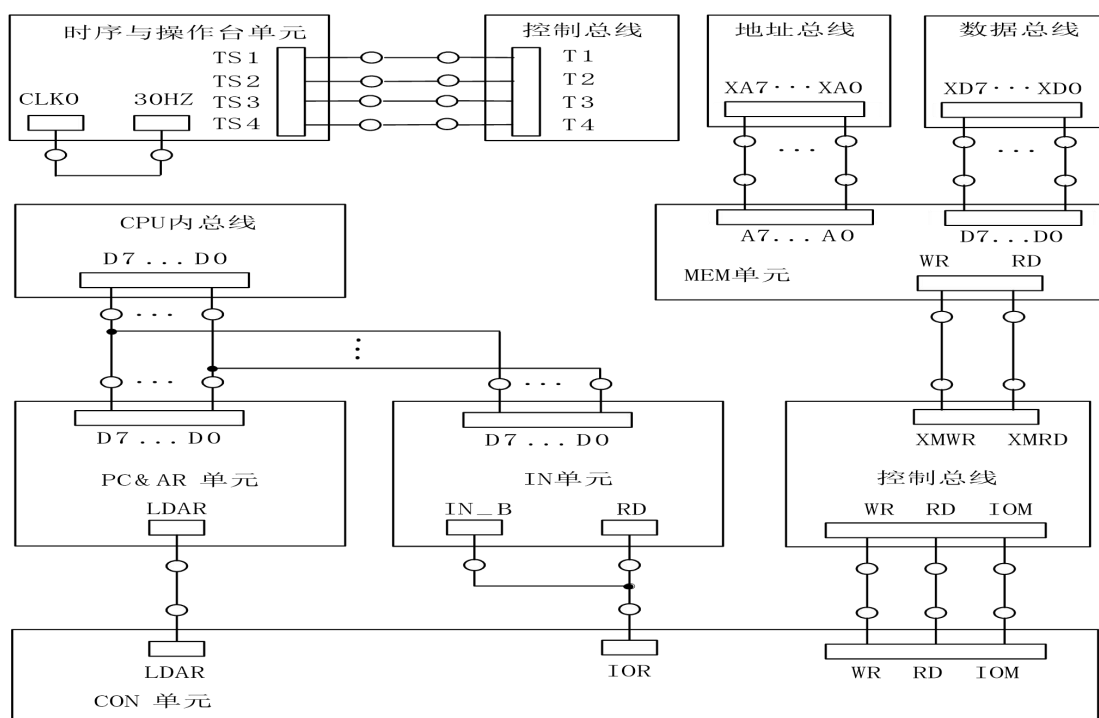 时序与操作台单元
TS1
TS2
TS3
TS4
CLK0
30HZ
控制总线
T1
T2
T3
T4
地址总线
XA7···XA0
数据总线
XD7···XD0
CPU内总线
D7...D0
A7...A0
D7...D0
MEM单元
WR RD
D7...D0
PC&AR 单元
LDAR
D7...D0
IN单元
IN_B RD
XMWR XMRD
控制总线
WR RD IOM
LDAR
IOR
WR RD IOM
CON 单元